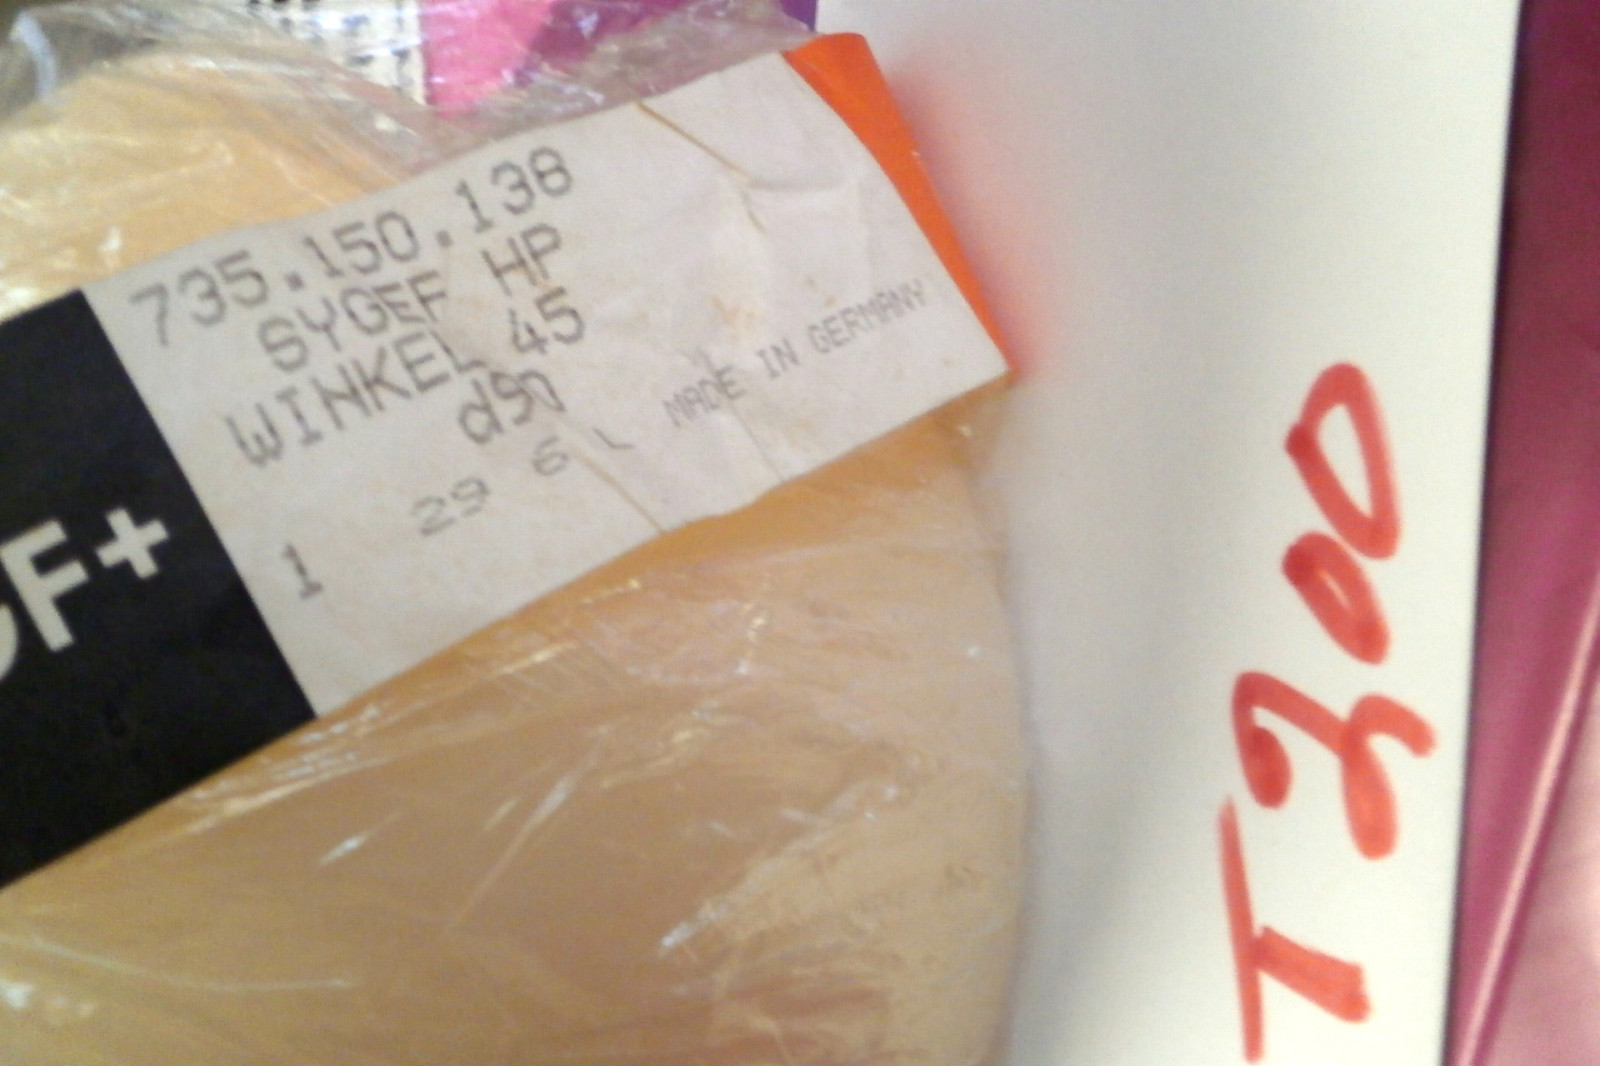 735.150.138
SYGEF HP
WINKEL 45
d90
29 6 L MADE IN GERMANY
1
GF+
T300